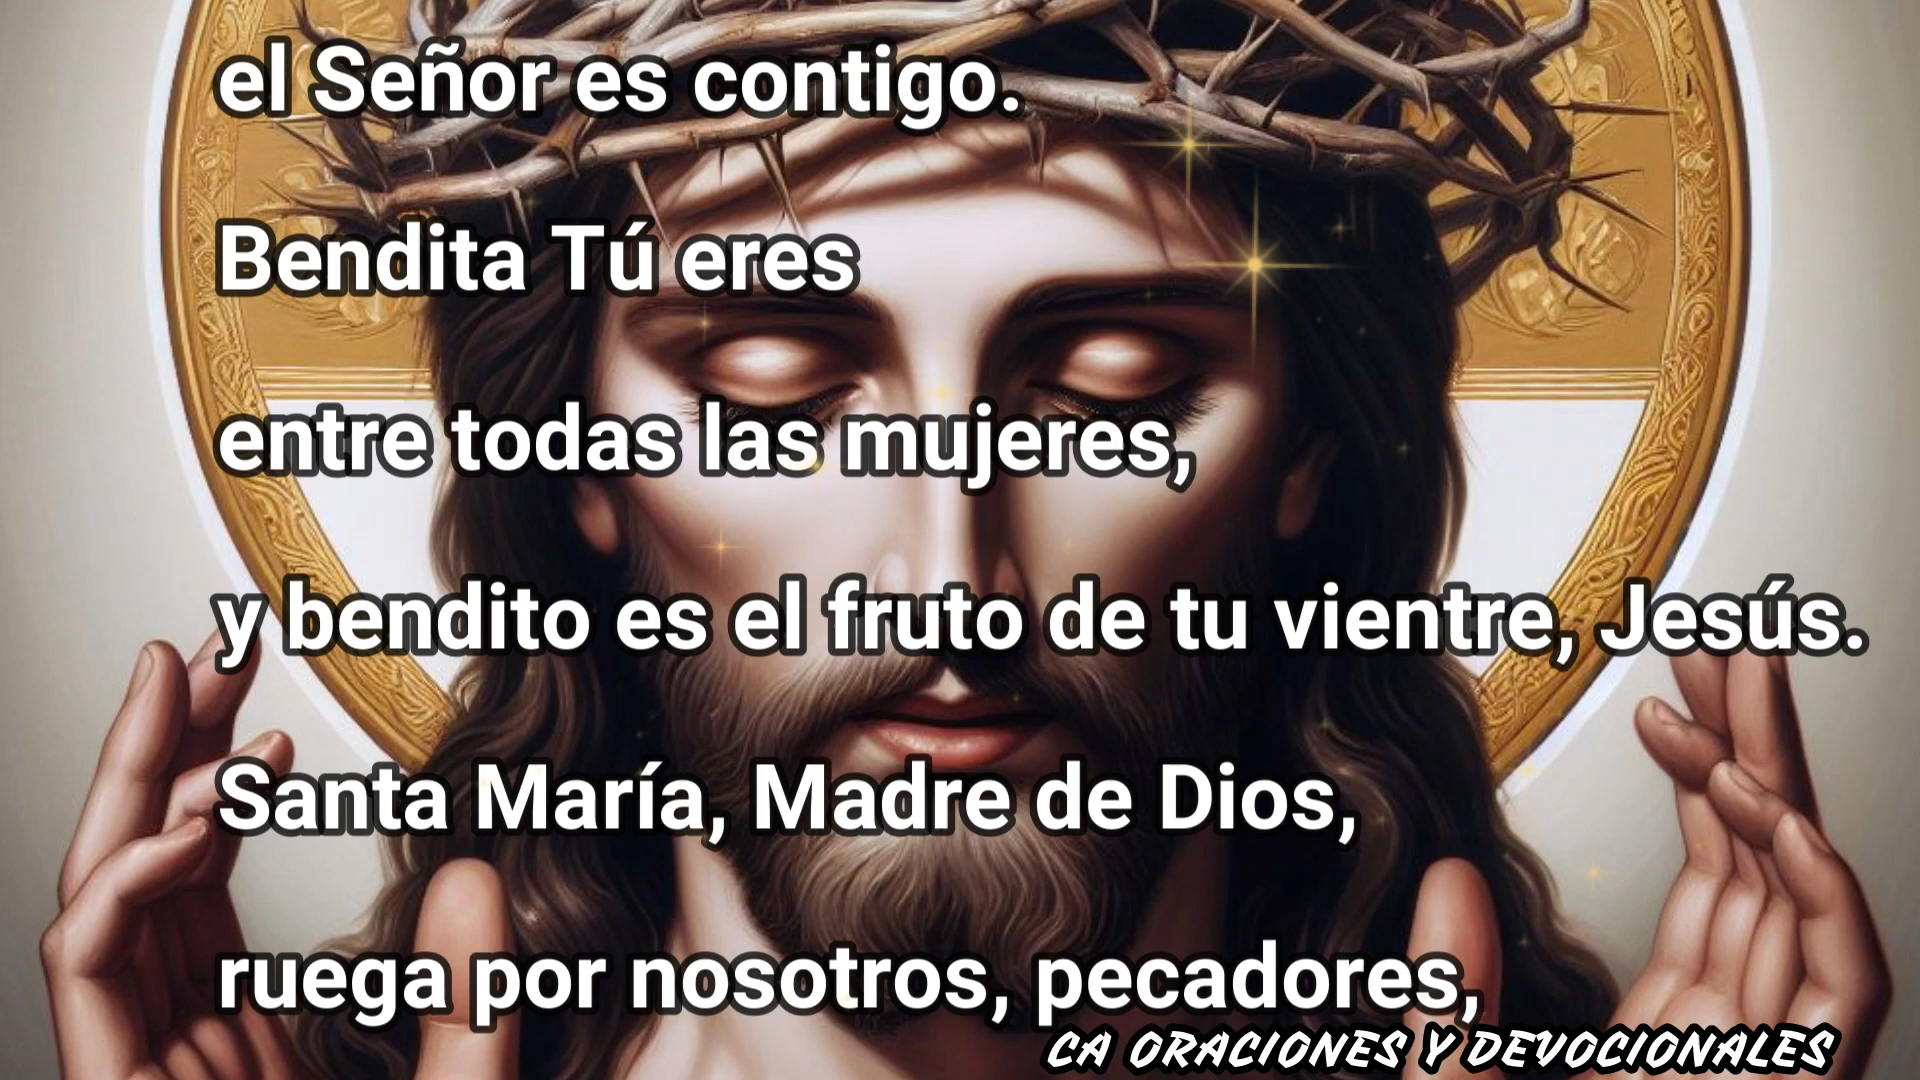 el Señor es contigo.
Bendita Tú eres
entre todas las mujeres,
y bendito es el fruto de tu vientre, Jesús.
Santa María, Madre de Dios,
ruega por nosotros, pecadores,
CA ORACIONES Y DEVOCIONALES